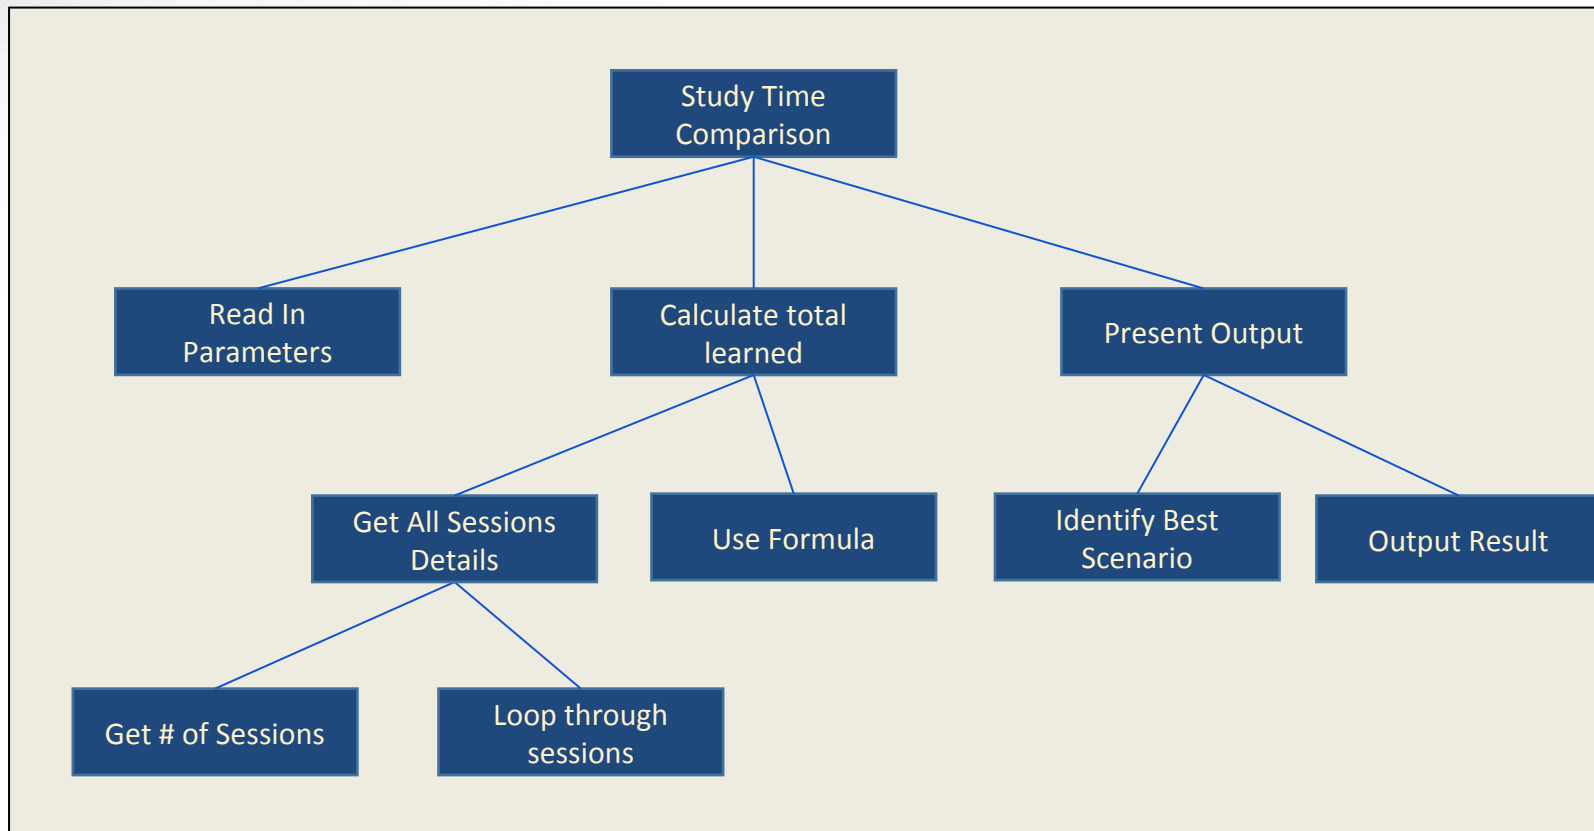 Study Time
Comparison
Read In
Parameters
Calculate total
learned
Present Output
Get All Sessions
Details
Use Formula
Identify Best
Scenario
Output Result
Get # of Sessions
Loop through
sessions